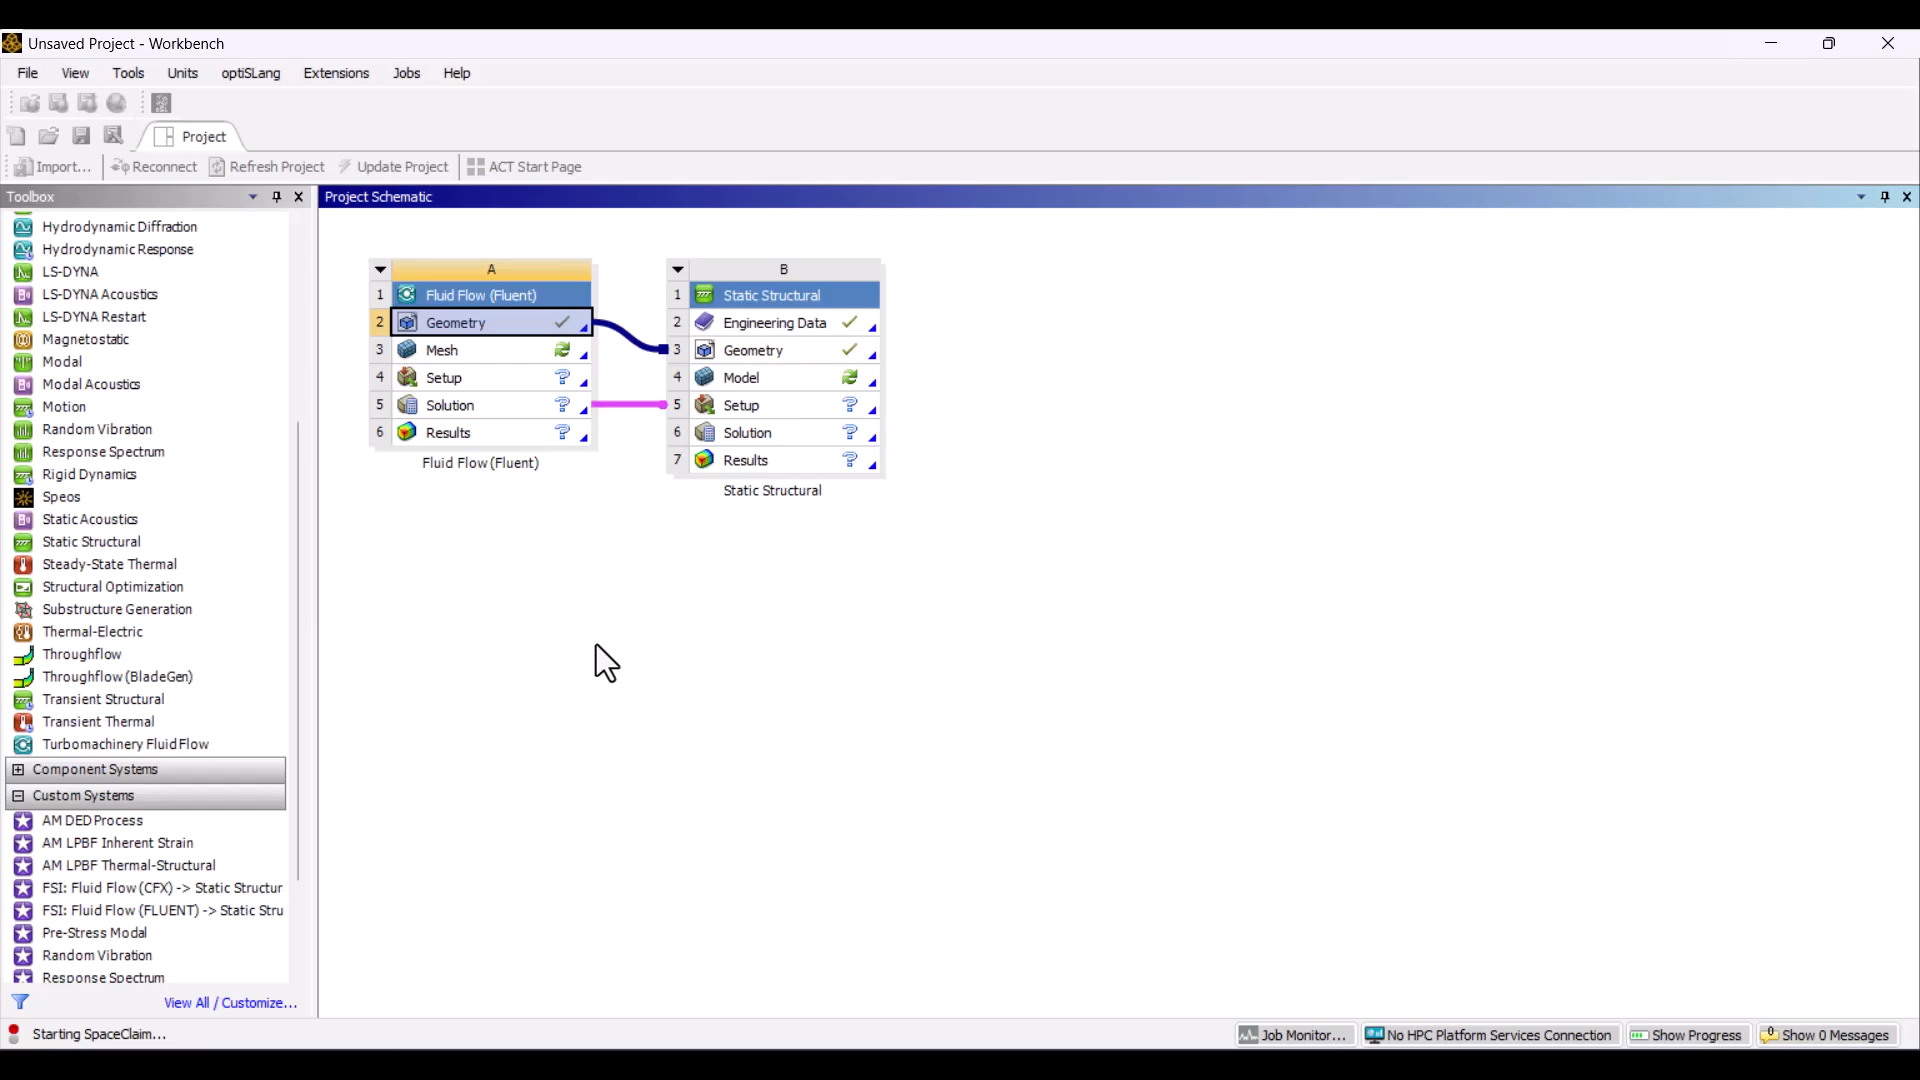 Unsaved Project - Workbench
File View Tools Units optiSLang Extensions Jobs Help
Project
Import... Reconnect Refresh Project Update Project ACT Start Page
Toolbox
Hydrodynamic Diffraction
Hydrodynamic Response
LS-DYNA
LS-DYNA Acoustics
LS-DYNA Restart
Magnetostatic
Modal
Modal Acoustics
Motion
Random Vibration
Response Spectrum
Rigid Dynamics
Speos
Static Acoustics
Static Structural
Steady-State Thermal
Structural Optimization
Substructure Generation
Thermal-Electric
Throughflow
Throughflow (BladeGen)
Transient Structural
Transient Thermal
Turbomachinery Fluid Flow
Component Systems
Custom Systems
AM DED Process
AM LPBF Inherent Strain
AM LPBF Thermal-Structural
FSI: Fluid Flow (CFX) -> Static Structur
FSI: Fluid Flow (FLUENT) -> Static Stru
Pre-Stress Modal
Random Vibration
Response Spectrum
View All / Customize...
Project Schematic
A
1 Fluid Flow (Fluent)
2 Geometry
3 Mesh
4 Setup
5 Solution
6 Results
Fluid Flow (Fluent)
B
1 Static Structural
2 Engineering Data
3 Geometry
4 Model
5 Setup
6 Solution
7 Results
Static Structural
Starting SpaceClaim...
Job Monitor... No HPC Platform Services Connection Show Progress Show 0 Messages